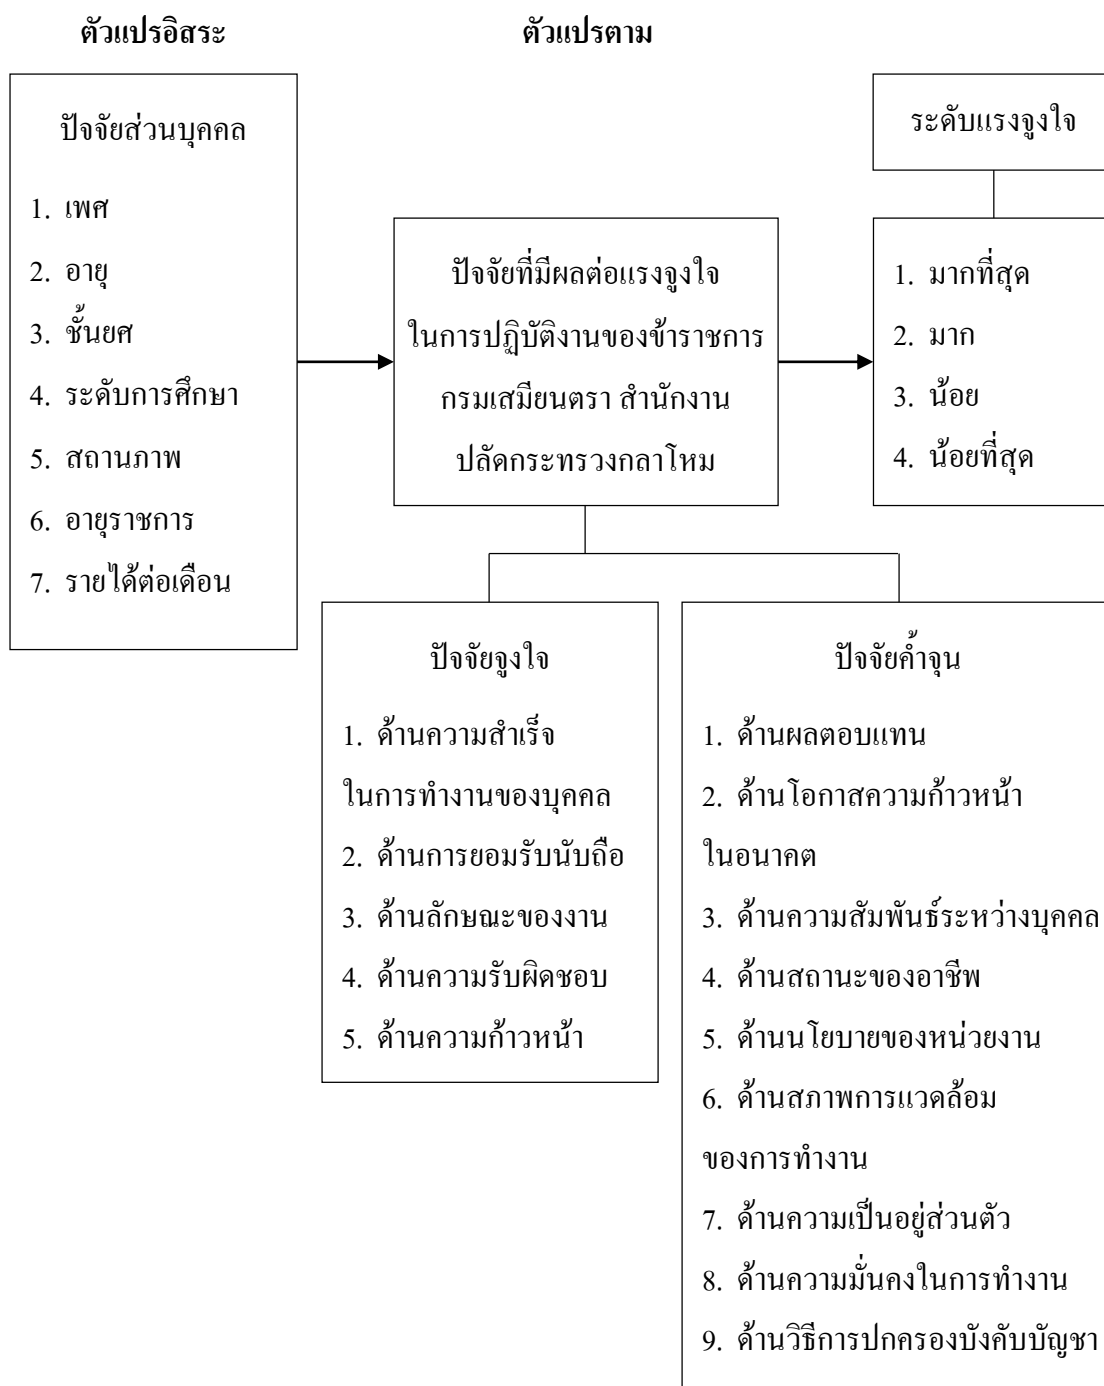 ตัวแปรอิสระ
ตัวแปรตาม
ปัจจัยส่วนบุคคล
1. เพศ
2. อายุ
3. ชั้นยศ
4. ระดับการศึกษา
5. สถานภาพ
6. อายุราชการ
7. รายได้ต่อเดือน
ปัจจัยที่มีผลต่อแรงจูงใจ
ในการปฏิบัติงานของข้าราชการ
กรมเสมียนตรา สำนักงาน
ปลัดกระทรวงกลาโหม
ระดับแรงจูงใจ
1. มากที่สุด
2. มาก
3. น้อย
4. น้อยที่สุด
ปัจจัยจูงใจ
1. ด้านความสำเร็จ
ในการทำงานของบุคคล
2. ด้านการยอมรับนับถือ
3. ด้านลักษณะของงาน
4. ด้านความรับผิดชอบ
5. ด้านความก้าวหน้า
ปัจจัยค้ำจุน
1. ด้านผลตอบแทน
2. ด้านโอกาสความก้าวหน้า
ในอนาคต
3. ด้านความสัมพันธ์ระหว่างบุคคล
4. ด้านสถานะของอาชีพ
5. ด้านนโยบายของหน่วยงาน
6. ด้านสภาพการแวดล้อม
ของการทำงาน
7. ด้านความเป็นอยู่ส่วนตัว
8. ด้านความมั่นคงในการทำงาน
9. ด้านวิธีการปกครองบังคับบัญชา